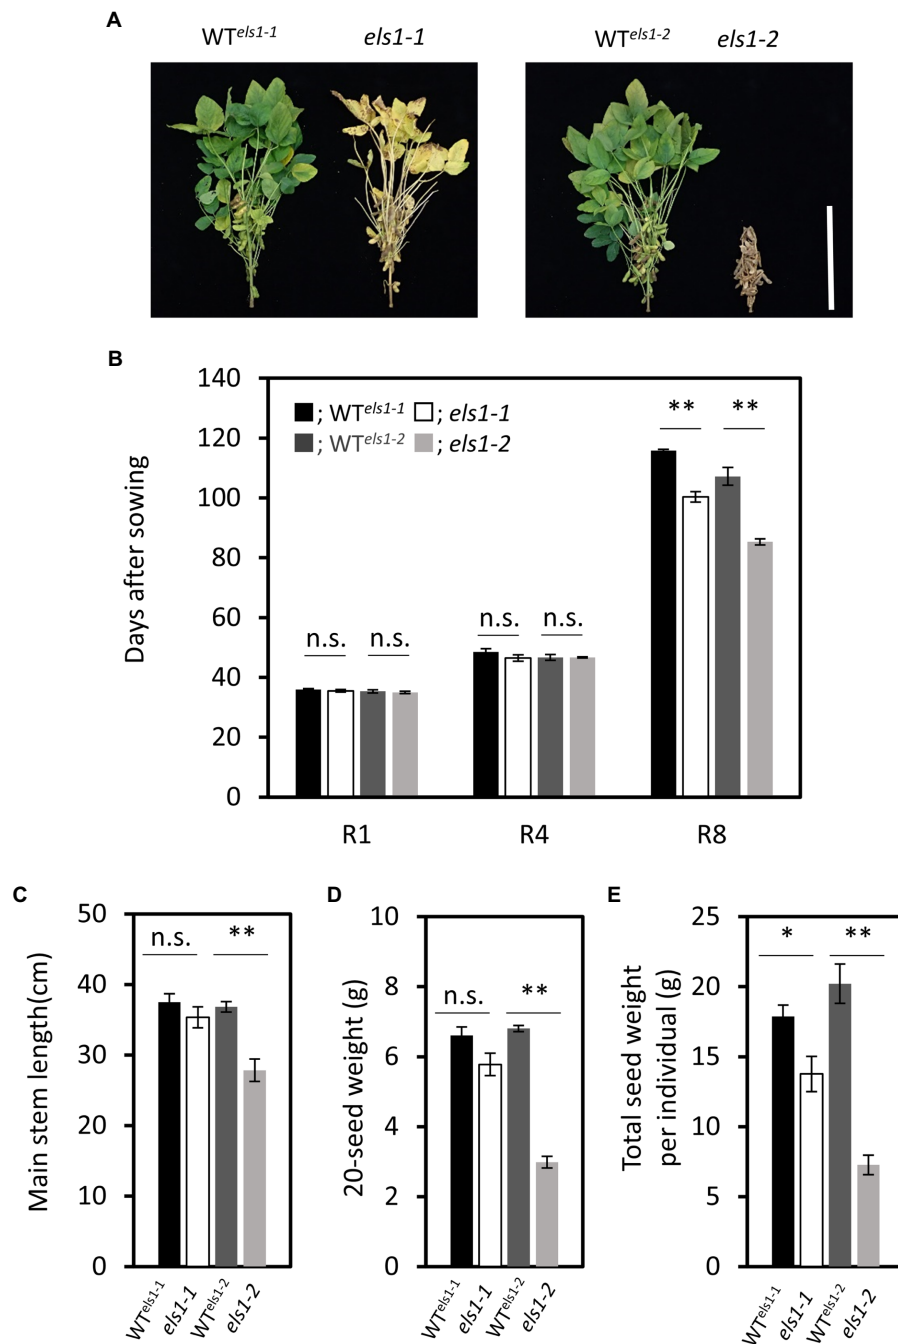 A
WTels1-1 els1-1 WTels1-2 els1-2
B
Days after sowing
140
120
100
80
60
40
20
0
; WTels1-1 ; els1-1
; WTels1-2 ; els1-2
n.s. n.s.
n.s. n.s.
** **
R1 R4 R8
C
Main stem length(cm)
50
40
30
20
10
0
n.s. **
WTels1-1 els1-1 WTels1-2 els1-2
D
20-seed weight (g)
10
8
6
4
2
0
n.s. **
WTels1-1 els1-1 WTels1-2 els1-2
E
Total seed weight
per individual (g)
25
20
15
10
5
0
* **
WTels1-1 els1-1 WTels1-2 els1-2